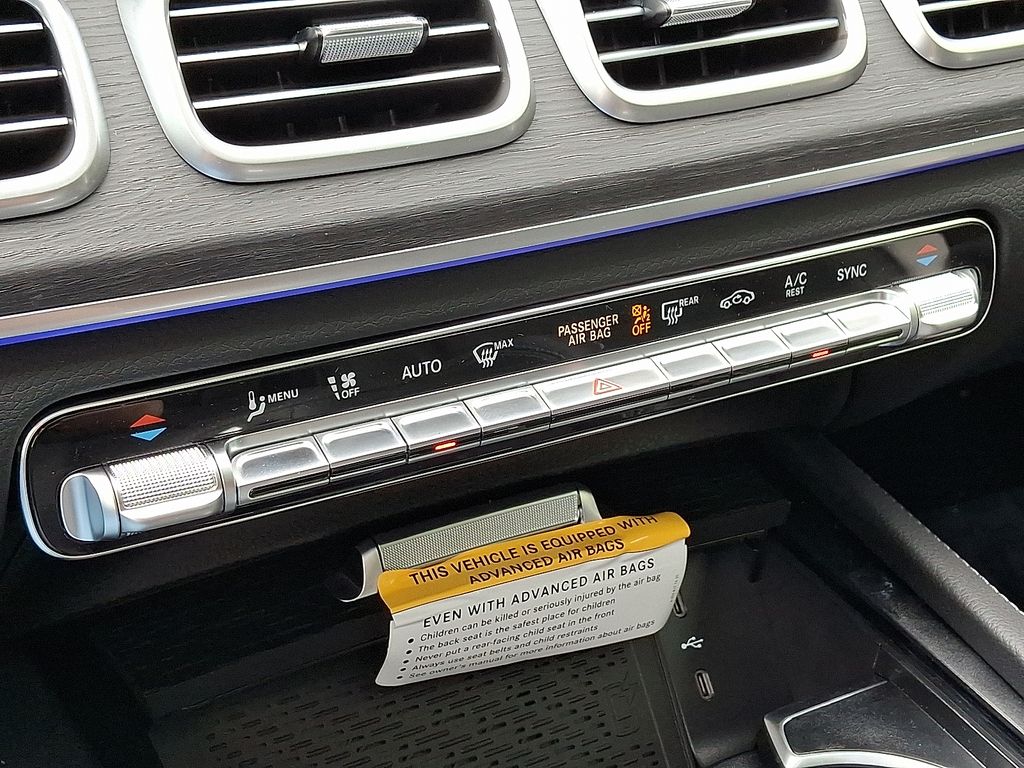 MENU
OFF
AUTO
MAX
PASSENGER
AIR BAG
OFF
REAR
A/C
REST
SYNC
THIS VEHICLE IS EQUIPPED WITH
ADVANCED AIR BAGS
EVEN WITH ADVANCED AIR BAGS
• Children can be killed or seriously injured by the air bag
• The back seat is the safest place for children
• Never put a rear-facing child seat in the front
• Always use seat belts and child restraints
• See owner's manual for more information about air bags